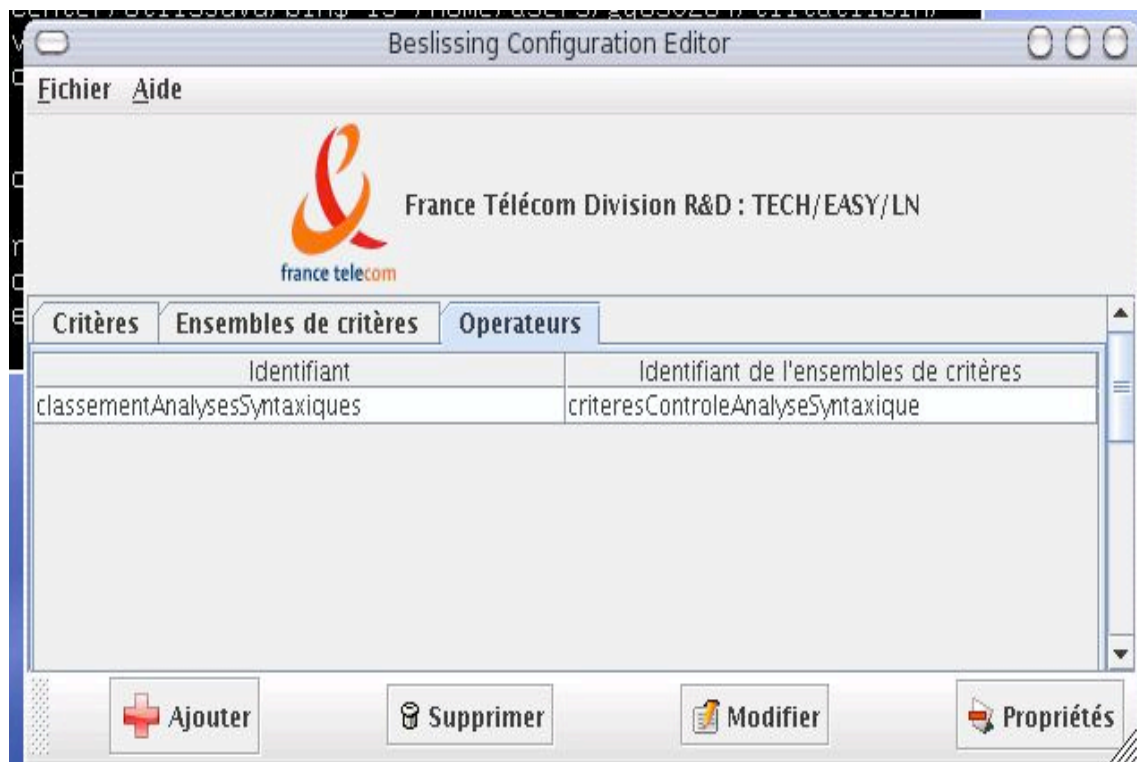 Beslissing Configuration Editor
Fichier Aide
France Télécom Division R&D : TECH/EASY/LN
france telecom
Critères Ensembles de critères Operateurs
Identifiant Identifiant de l'ensembles de critères
classementAnalysesSyntaxiques criteresControleAnalyseSyntaxique
Ajouter Supprimer Modifier Propriétés